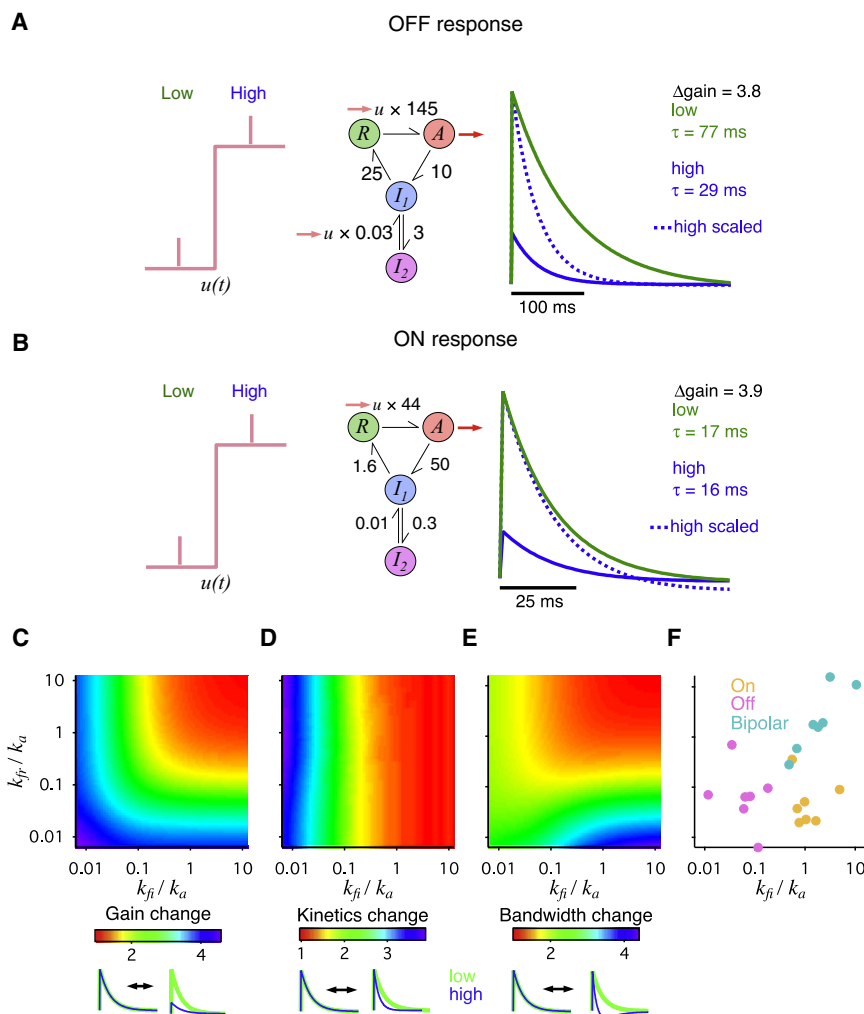 A
OFF response
Low
High
u(t)
u × 145
R
A
25
10
I1
u × 0.03
3
I2
Δgain = 3.8
low
τ = 77 ms
high
τ = 29 ms
high scaled
100 ms
B
ON response
Low
High
u(t)
u × 44
R
A
1.6
50
I1
0.01
0.3
I2
Δgain = 3.9
low
τ = 17 ms
high
τ = 16 ms
high scaled
25 ms
C
D
E
F
kfr / ka
10
1
0.1
0.01
0.01 0.1 1 10
kfi / ka
0.01 0.1 1 10
kfi / ka
0.01 0.1 1 10
kfi / ka
On
Off
Bipolar
0.01 0.1 1 10
kfi / ka
Gain change
2 4
Kinetics change
1 2 3
low
high
Bandwidth change
2 4